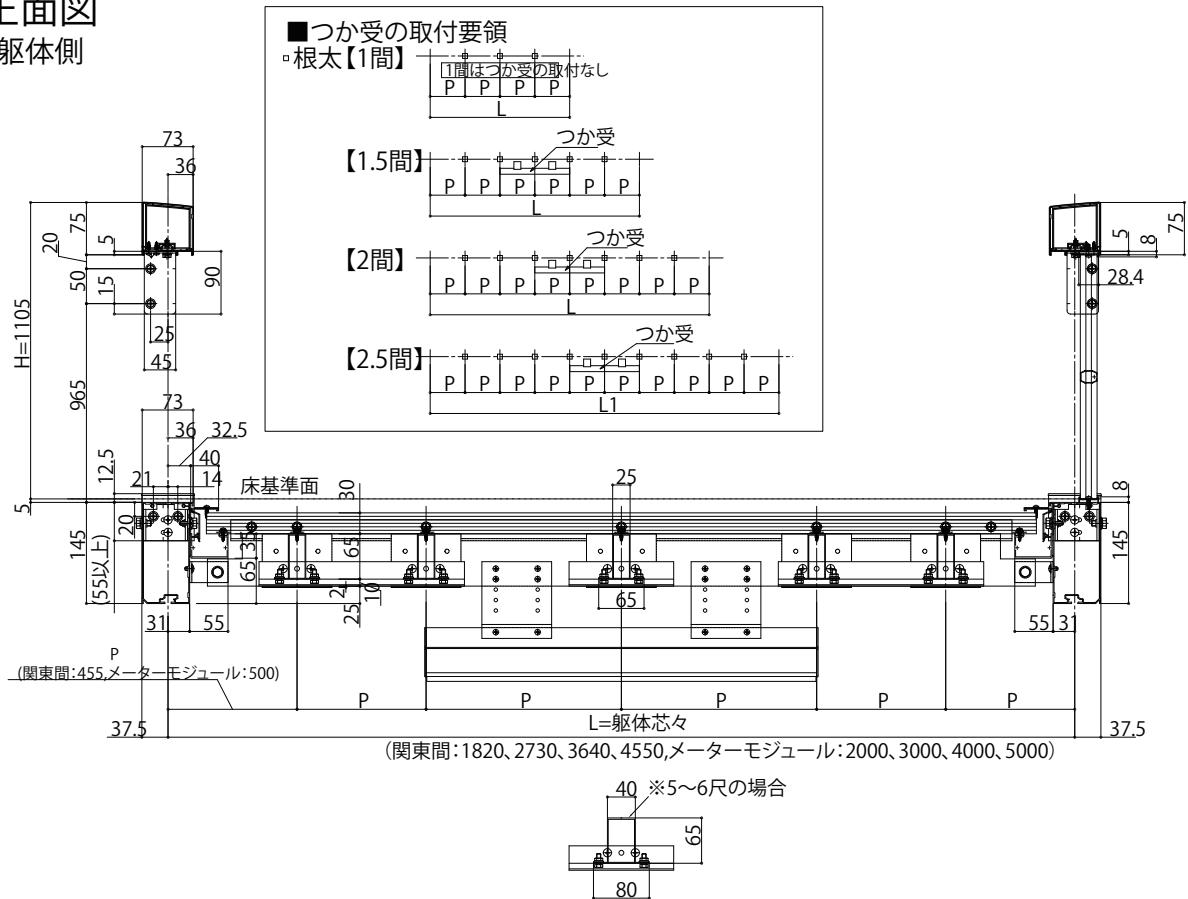 正面図
躯体側
■つか受の取付要領
▫根太【1間】
1間はつか受の取付なし
P P P P
L
【1.5間】
つか受
P P P P P P
L
【2間】
つか受
P P P P P P P P
L
【2.5間】
つか受
P P P P P P P P P P
L1
73
36
75
5
20
50
15
90
25
45
H=1105
965
73
36
32.5
40
12.5
21
14
5
20
145
(55以上)
床基準面
30
25
35
65
65
21
10
25
65
31
55
75
5
8
28.4
8
145
55
31
P
(関東間:455,メーターモジュール:500)
P P P P P
37.5
L=躯体芯々
37.5
(関東間:1820、2730、3640、4550,メーターモジュール:2000、3000、4000、5000)
40
※5〜6尺の場合
65
80